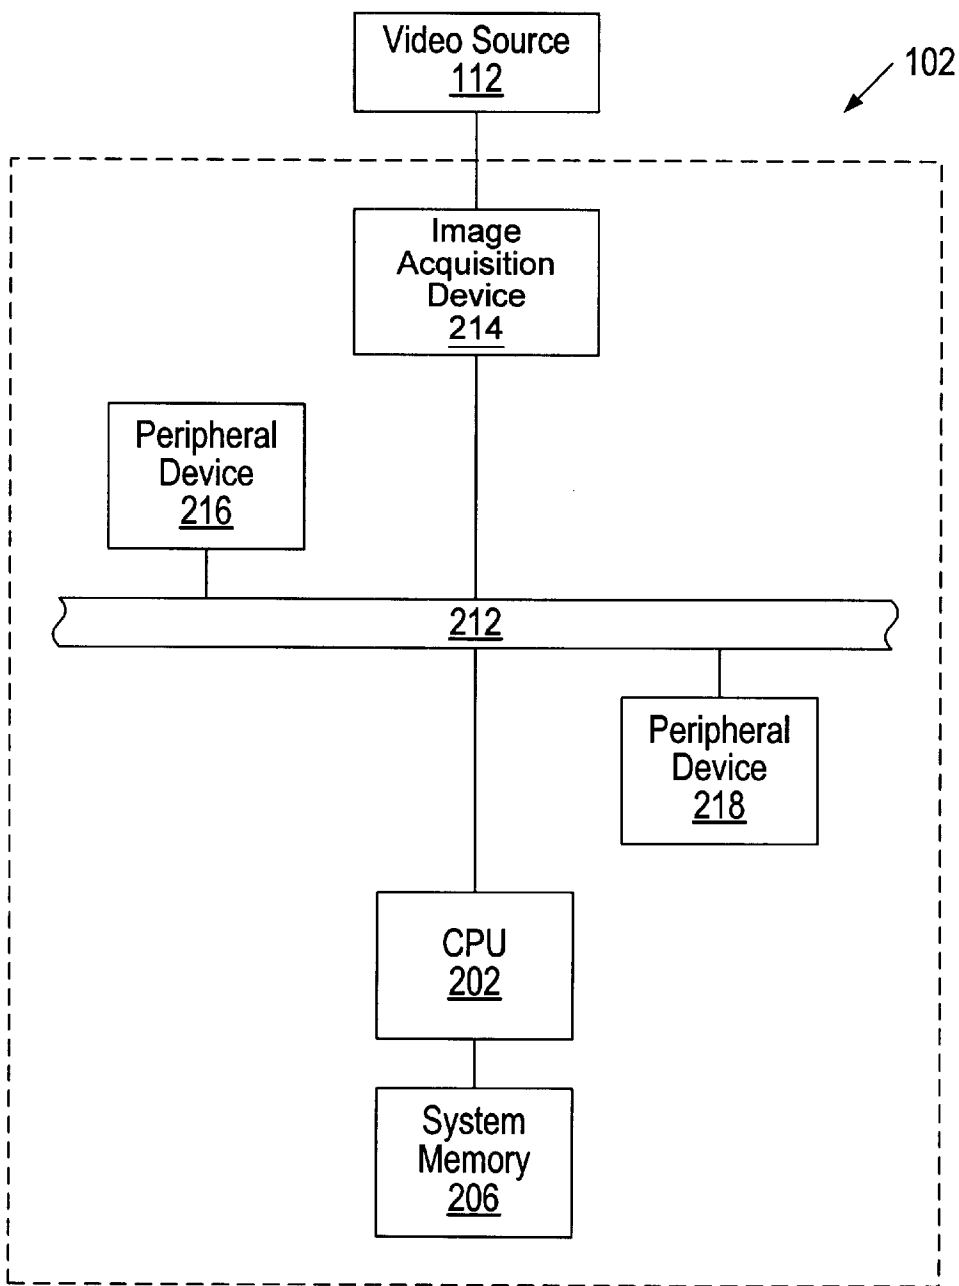 Video Source
112
102
Image
Acquisition
Device
214
Peripheral
Device
216
212
Peripheral
Device
218
CPU
202
System
Memory
206